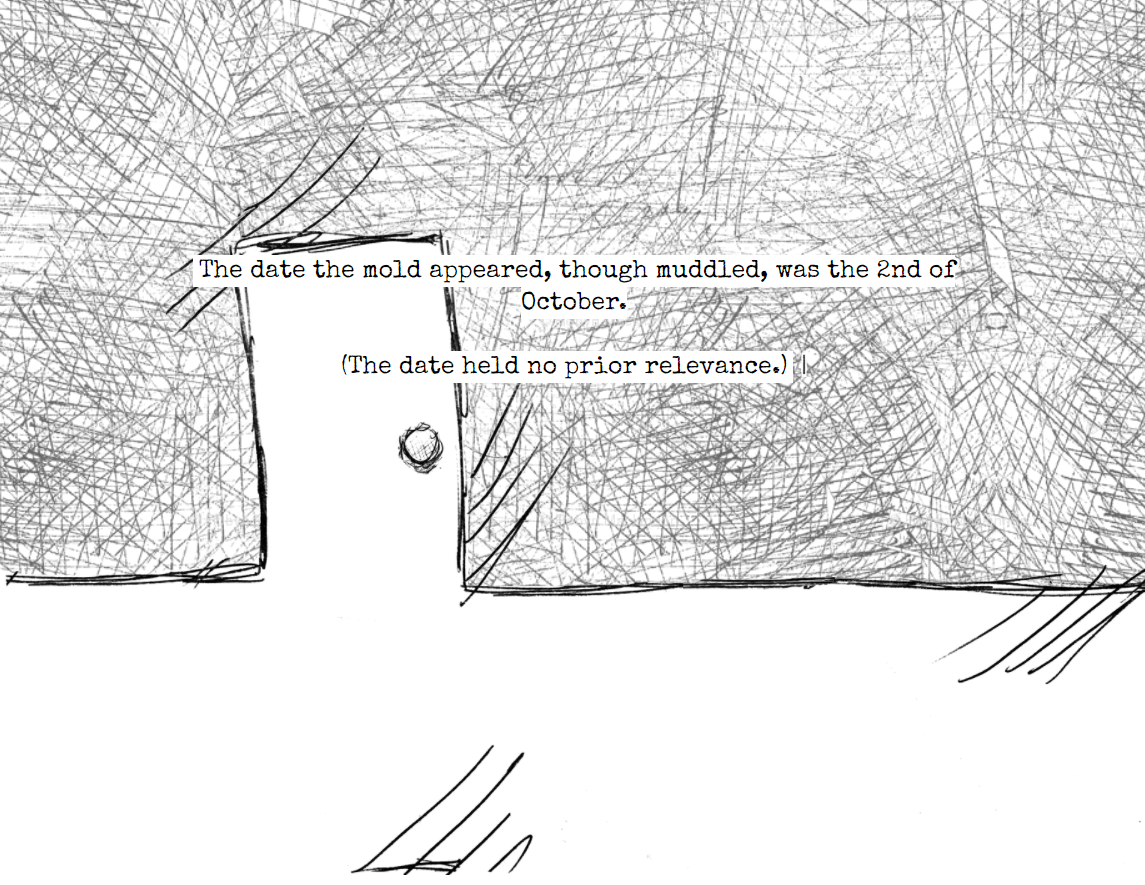 The date the mold appeared, though muddled, was the 2nd of
October.
(The date held no prior relevance.) |